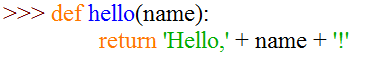 >>> def hello(name):
return 'Hello,' + name + '!'